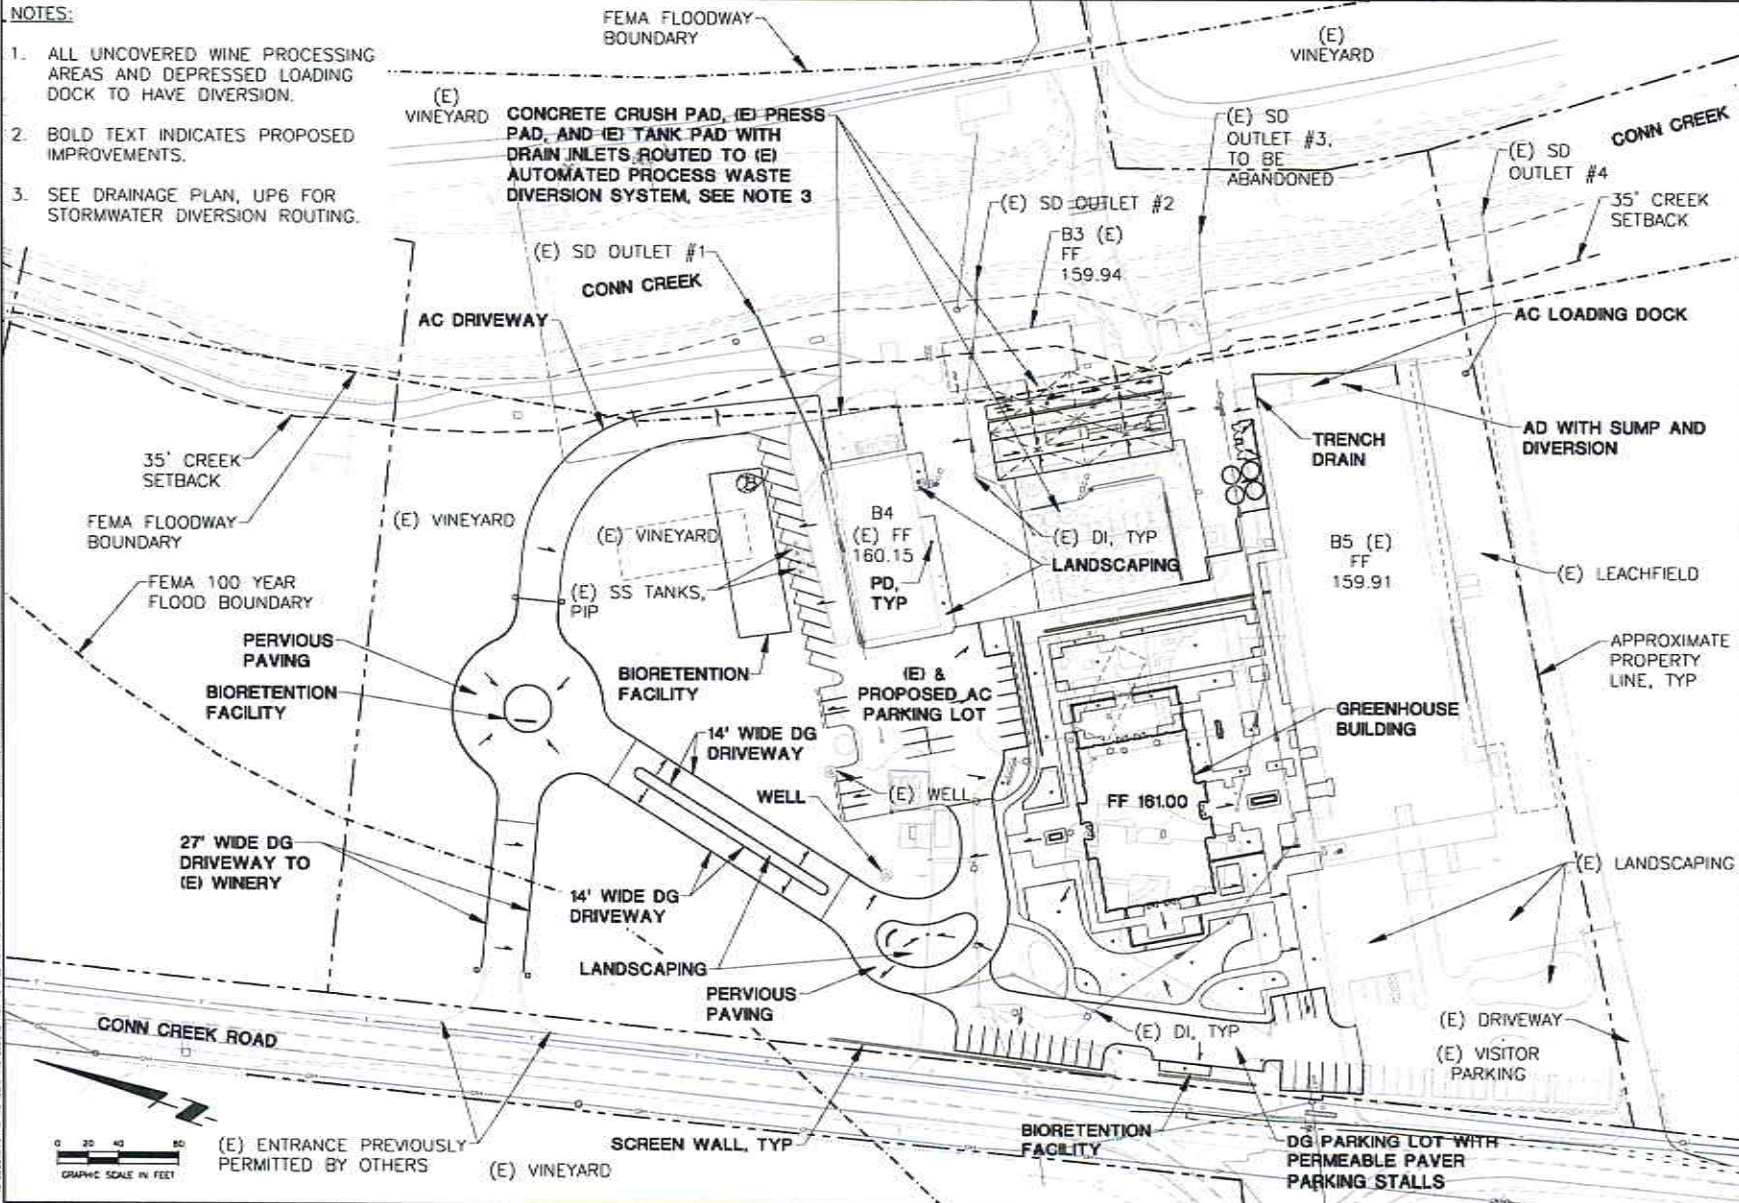 NOTES:
1. ALL UNCOVERED WINE PROCESSING
AREAS AND DEPRESSED LOADING
DOCK TO HAVE DIVERSION.
2. BOLD TEXT INDICATES PROPOSED
IMPROVEMENTS.
3. SEE DRAINAGE PLAN, UP6 FOR
STORMWATER DIVERSION ROUTING.
FEMA FLOODWAY
BOUNDARY
(E)
VINEYARD
(E)
VINEYARD
CONCRETE CRUSH PAD, (E) PRESS
PAD, AND (E) TANK PAD WITH
DRAIN INLETS ROUTED TO (E)
AUTOMATED PROCESS WASTE
DIVERSION SYSTEM, SEE NOTE 3
(E) SD
OUTLET #3,
TO BE
ABANDONED
CONN CREEK
(E) SD
OUTLET #4
35' CREEK
SETBACK
(E) SD OUTLET #2
B3 (E)
FF
159.94
(E) SD OUTLET #1
CONN CREEK
AC DRIVEWAY
AC LOADING DOCK
TRENCH
DRAIN
AD WITH SUMP AND
DIVERSION
35' CREEK
SETBACK
FEMA FLOODWAY
BOUNDARY
(E) VINEYARD
(E) VINEYARD
B4
(E) FF
160.15
PD,
TYP
(E) DI, TYP
LANDSCAPING
B5 (E)
FF
159.91
(E) LEACHFIELD
FEMA 100 YEAR
FLOOD BOUNDARY
(E) SS TANKS,
PIP
PERVIOUS
PAVING
BIORETENTION
FACILITY
BIORETENTION
FACILITY
(E) &
PROPOSED AC
PARKING LOT
APPROXIMATE
PROPERTY
LINE, TYP
GREENHOUSE
BUILDING
14' WIDE DG
DRIVEWAY
WELL
(E) WELL
FF 161.00
27' WIDE DG
DRIVEWAY TO
(E) WINERY
14' WIDE DG
DRIVEWAY
(E) LANDSCAPING
LANDSCAPING
PERVIOUS
PAVING
CONN CREEK ROAD
(E) DI, TYP
(E) DRIVEWAY
(E) VISITOR
PARKING
0 20 40 80
GRAPHIC SCALE IN FEET
(E) ENTRANCE PREVIOUSLY
PERMITTED BY OTHERS
(E) VINEYARD
SCREEN WALL, TYP
BIORETENTION
FACILITY
DG PARKING LOT WITH
PERMEABLE PAVER
PARKING STALLS